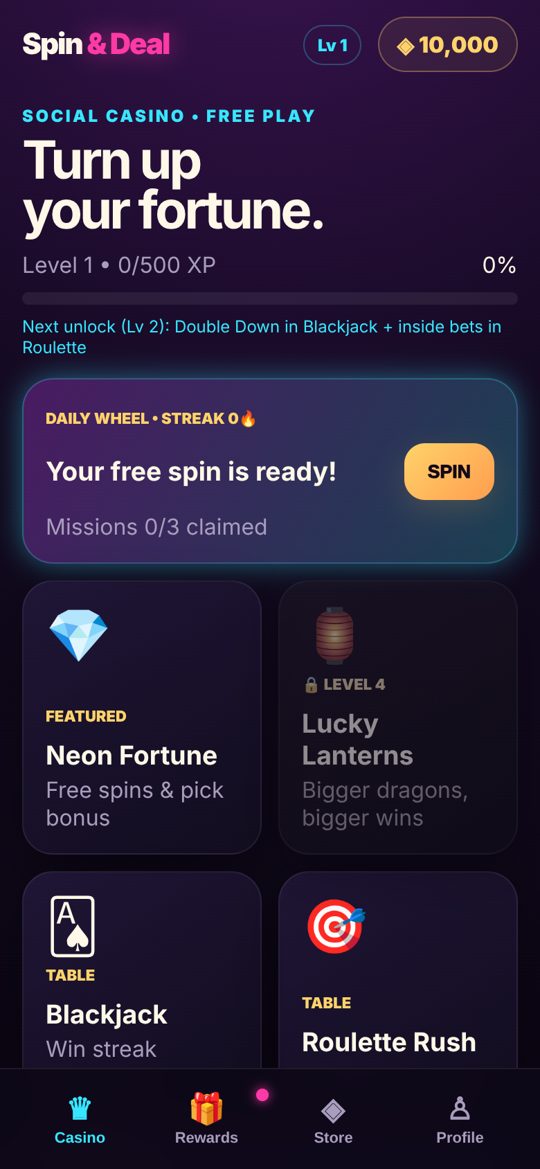 Spin & Deal
Lv 1
◈ 10,000
SOCIAL CASINO • FREE PLAY
Turn up
your fortune.
Level 1 • 0/500 XP
0%
Next unlock (Lv 2): Double Down in Blackjack + inside bets in
Roulette
DAILY WHEEL • STREAK 0🔥
Your free spin is ready!
SPIN
Missions 0/3 claimed
FEATURED
Neon Fortune
Free spins & pick
bonus
🔒 LEVEL 4
Lucky
Lanterns
Bigger dragons,
bigger wins
A
TABLE
Blackjack
Win streak
TABLE
Roulette Rush
Casino
Rewards
Store
Profile